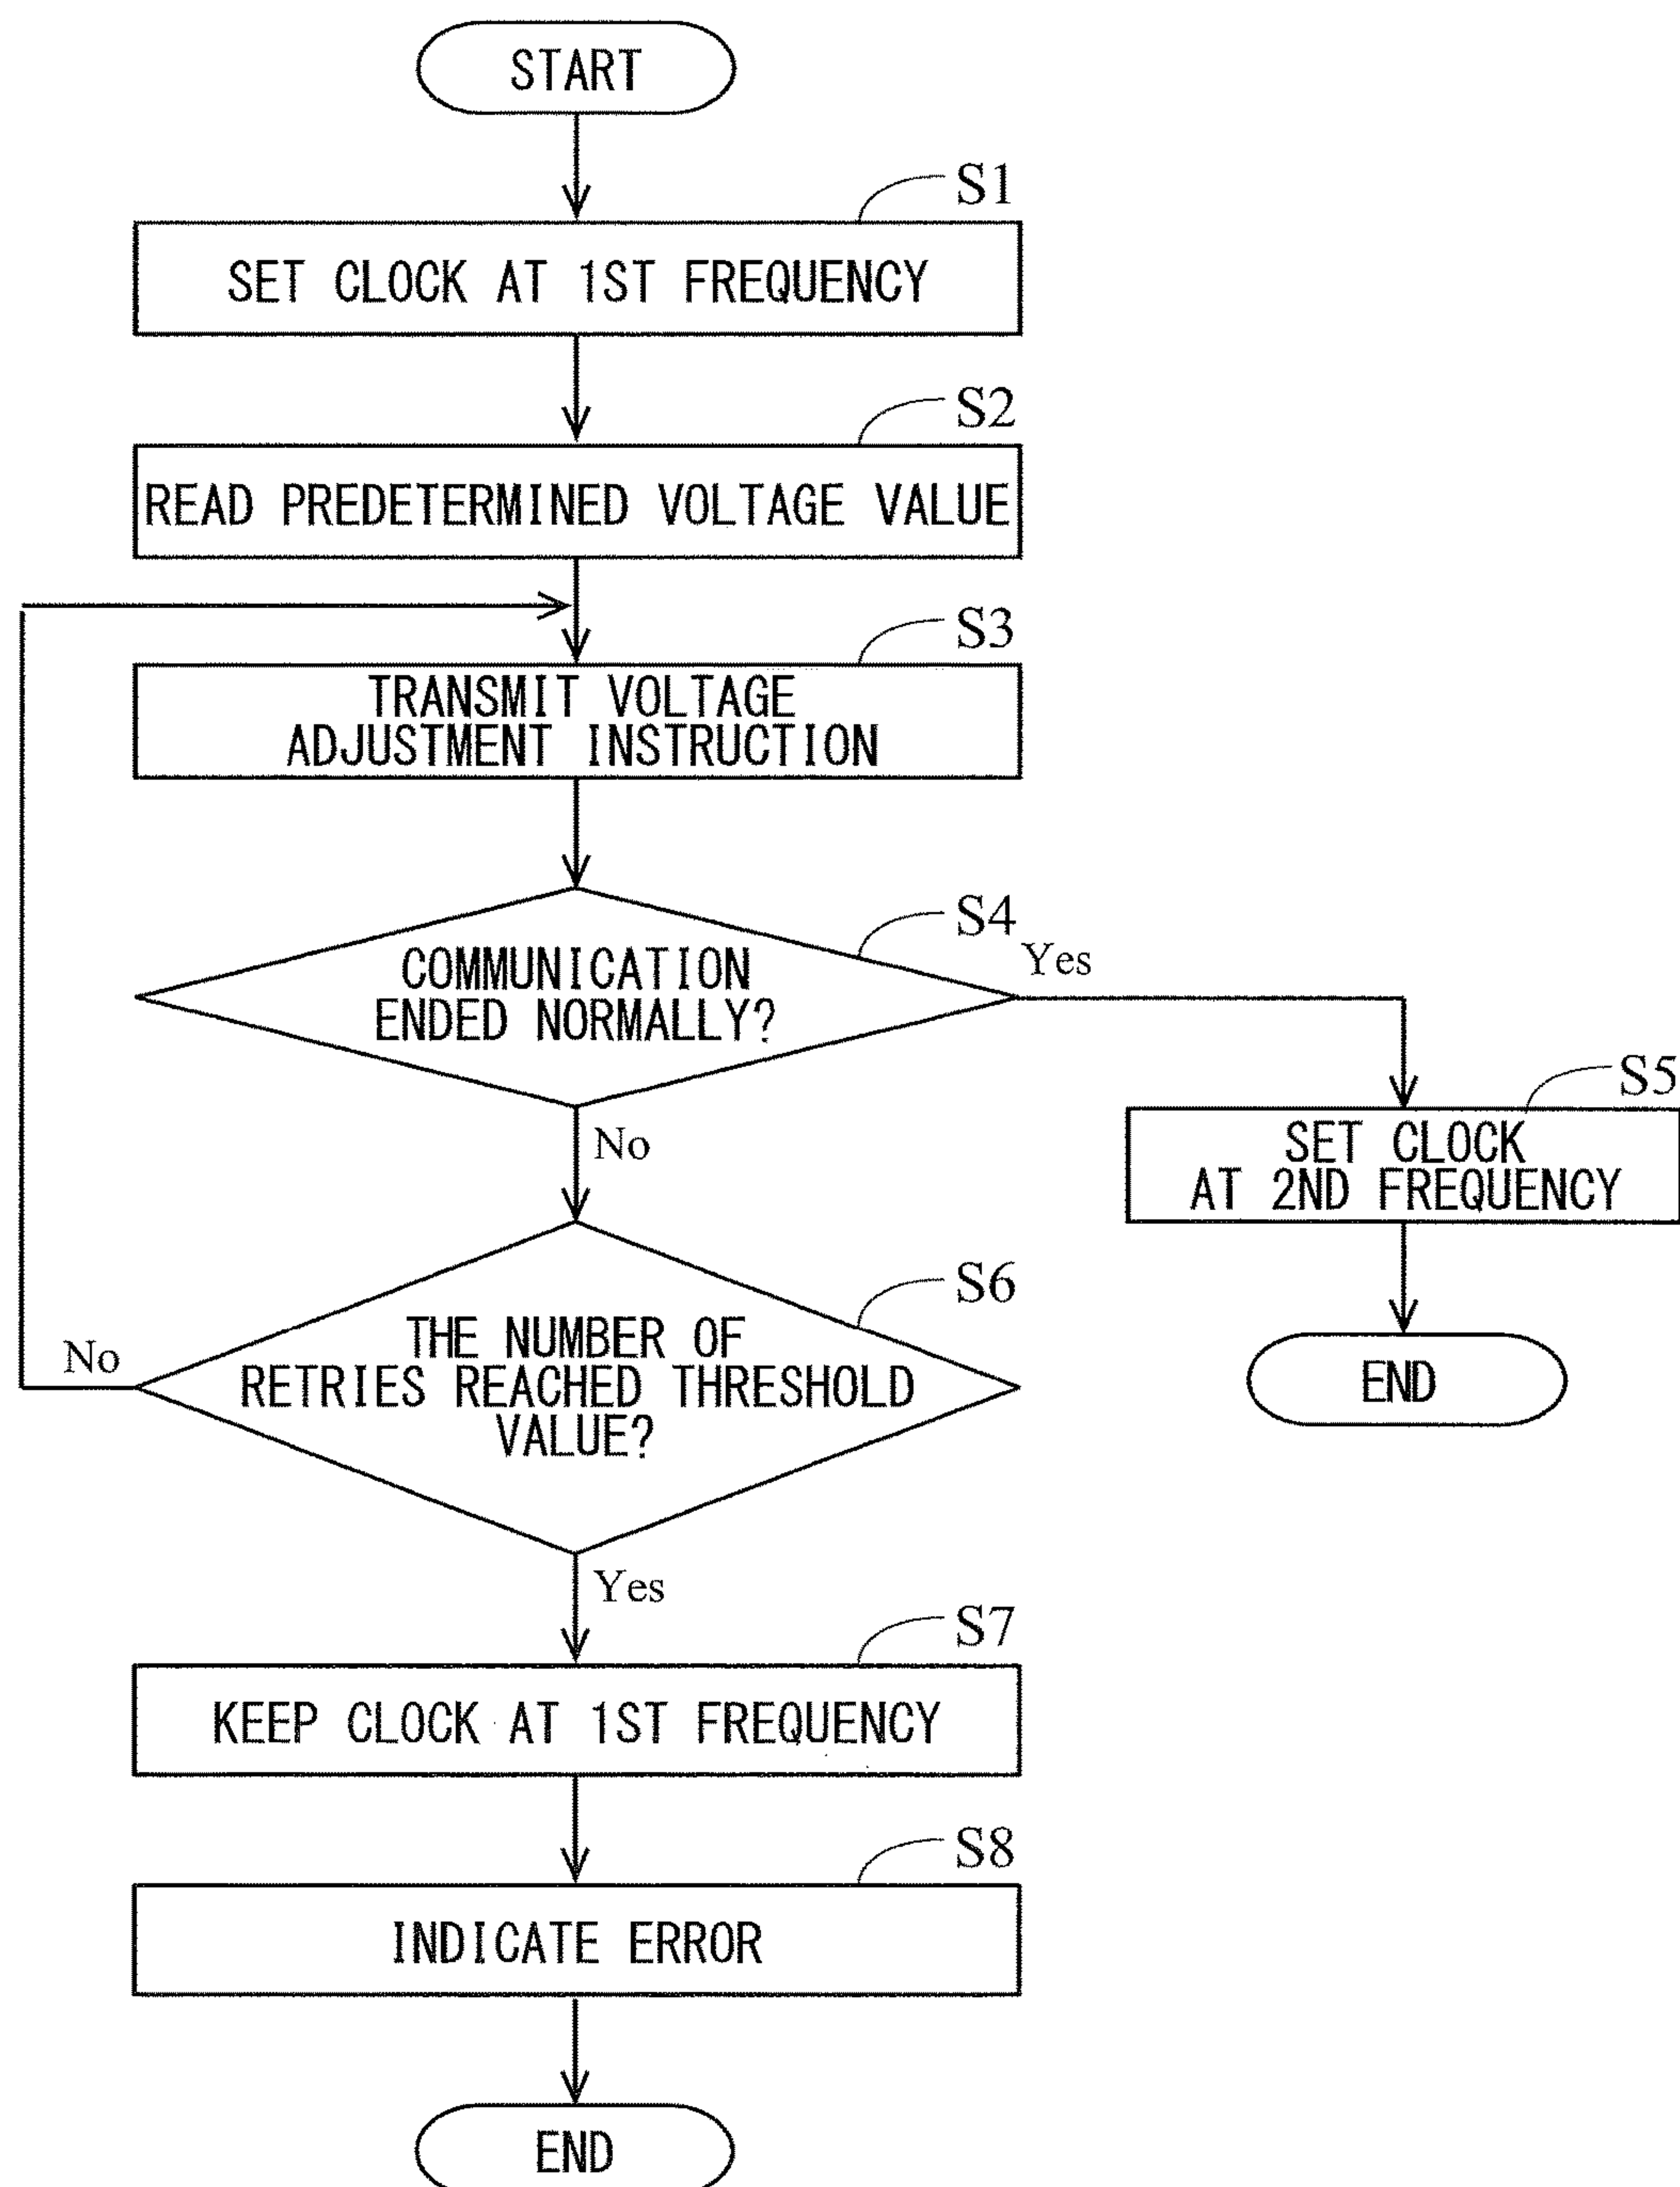 START
S1
SET CLOCK AT 1ST FREQUENCY
S2
READ PREDETERMINED VOLTAGE VALUE
S3
TRANSMIT VOLTAGE
ADJUSTMENT INSTRUCTION
S4
COMMUNICATION
ENDED NORMALLY?
Yes
S5
SET CLOCK
AT 2ND FREQUENCY
END
No
S6
THE NUMBER OF
RETRIES REACHED THRESHOLD
VALUE?
No
Yes
S7
KEEP CLOCK AT 1ST FREQUENCY
S8
INDICATE ERROR
END